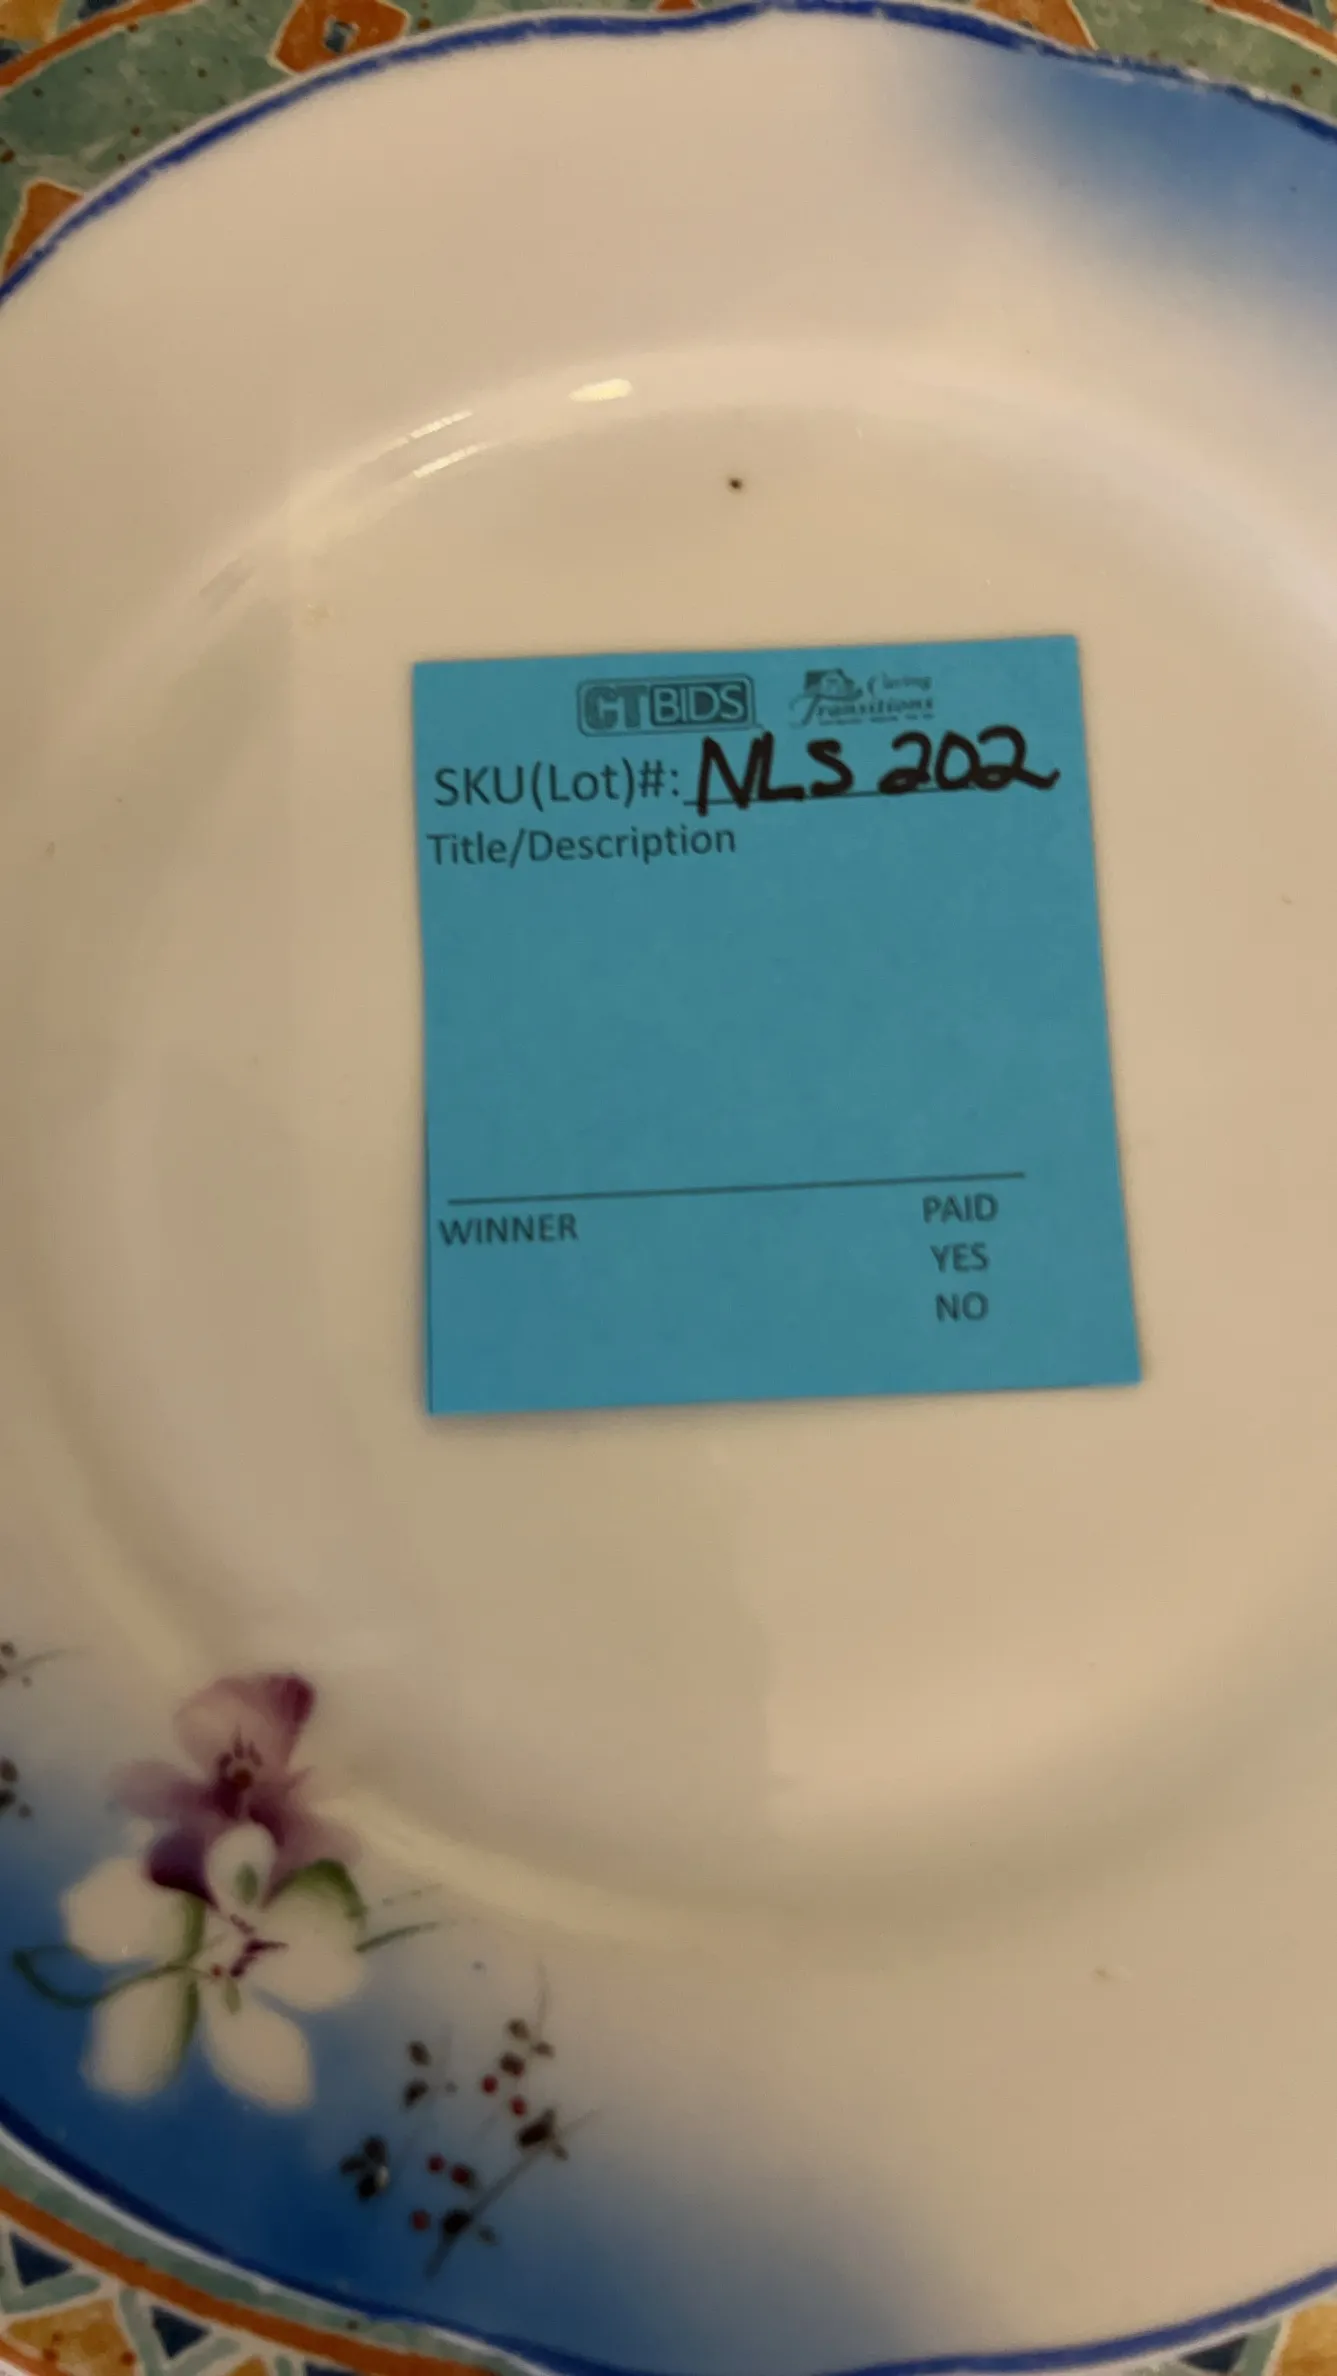 CTBIDS Caring Transitions
SKU(Lot)#: NLS 202
Title/Description
WINNER PAID
YES
NO